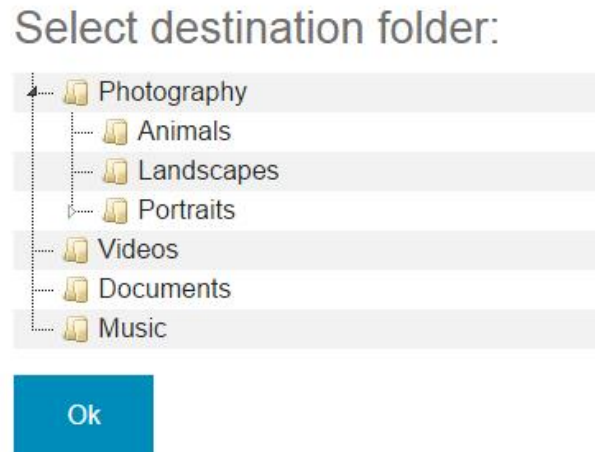 Select destination folder:
Photography
Animals
Landscapes
Portraits
Videos
Documents
Music
Ok